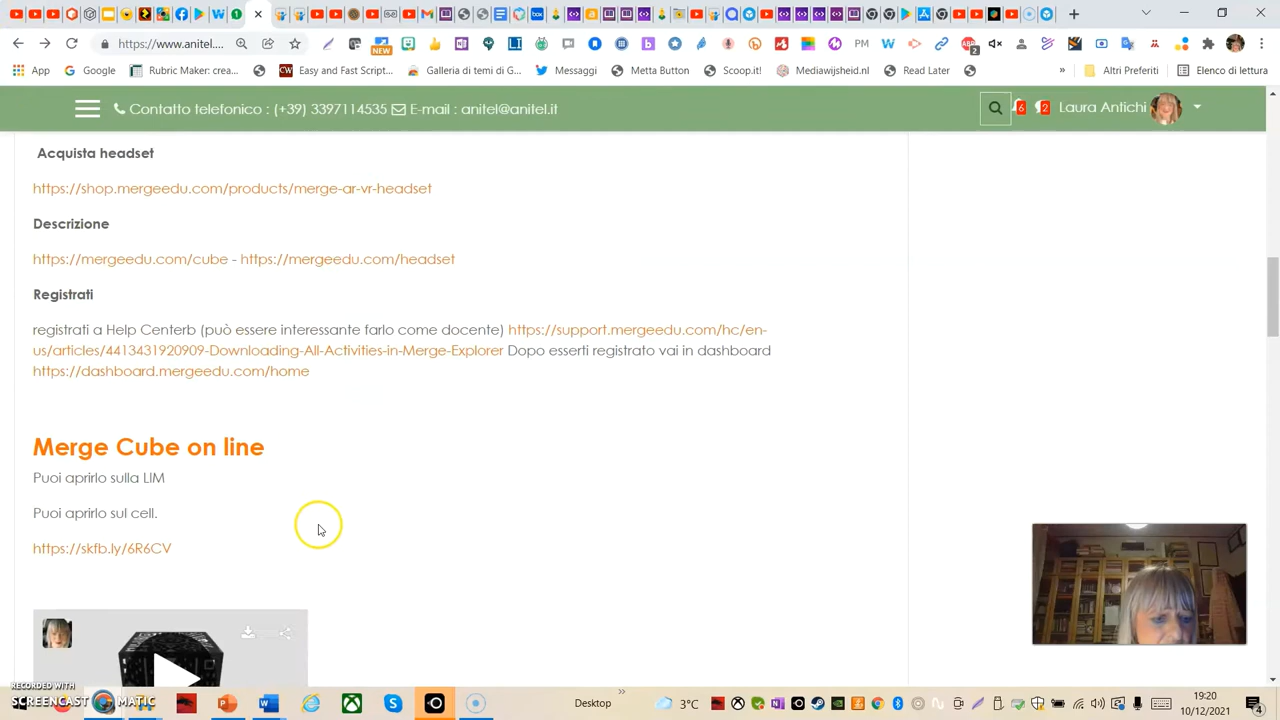 https://www.anitel....
App
Google
Rubric Maker: crea...
Easy and Fast Script...
Galleria di temi di G...
Messaggi
Metta Button
Scoop.it!
Mediawijsheid.nl
Read Later
»
Altri Preferiti
Elenco di lettura
Contatto telefonico : (+39) 3397114535 E-mail : anitel@anitel.it
6
2
Laura Antichi
Acquista headset
https://shop.mergeedu.com/products/merge-ar-vr-headset
Descrizione
https://mergeedu.com/cube - https://mergeedu.com/headset
Registrati
registrati a Help Centerb (può essere interessante farlo come docente) https://support.mergeedu.com/hc/en-
us/articles/4413431920909-Downloading-All-Activities-in-Merge-Explorer Dopo esserti registrato vai in dashboard
https://dashboard.mergeedu.com/home
Merge Cube on line
Puoi aprirlo sulla LIM
Puoi aprirlo sul cell.
https://skfb.ly/6R6CV
RECORDED WITH
SCREENCAST MATIC
Desktop
»
3°C
19:20
10/12/2021
4